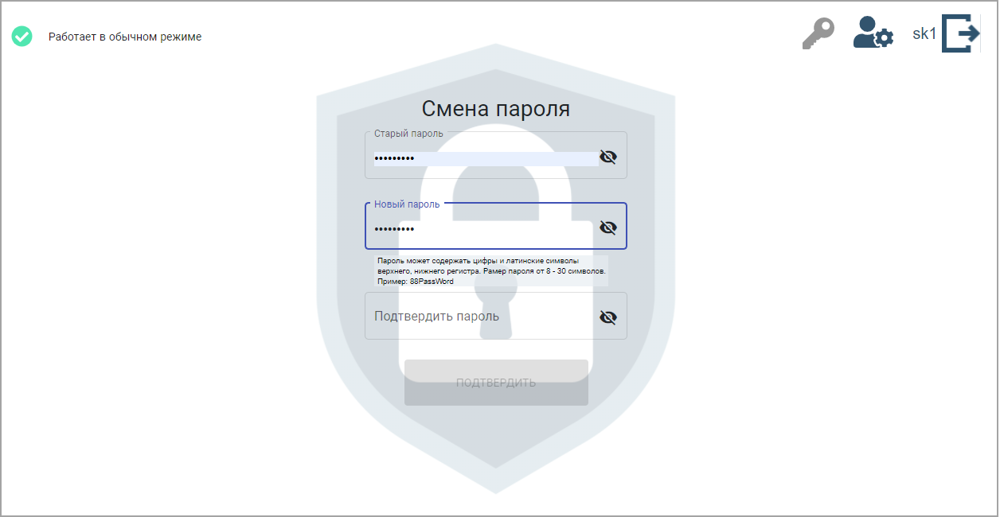 Работает в обычном режиме
sk1
Смена пароля
Старый пароль
•••••••••
Новый пароль
•••••••••
Пароль может содержать цифры и латинские символы
верхнего, нижнего регистра. Рамер пароля от 8 - 30 символов.
Пример: 88PassWord
Подтвердить пароль
ПОДТВЕРДИТЬ